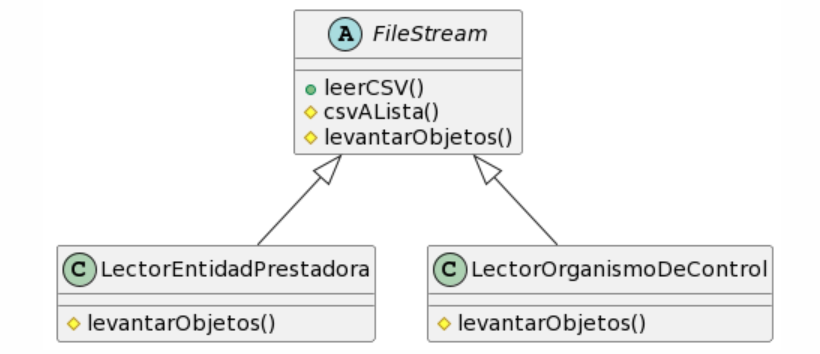 A FileStream
leerCSV()
csvALista()
levantarObjetos()
C LectorEntidadPrestadora
levantarObjetos()
C LectorOrganismoDeControl
levantarObjetos()